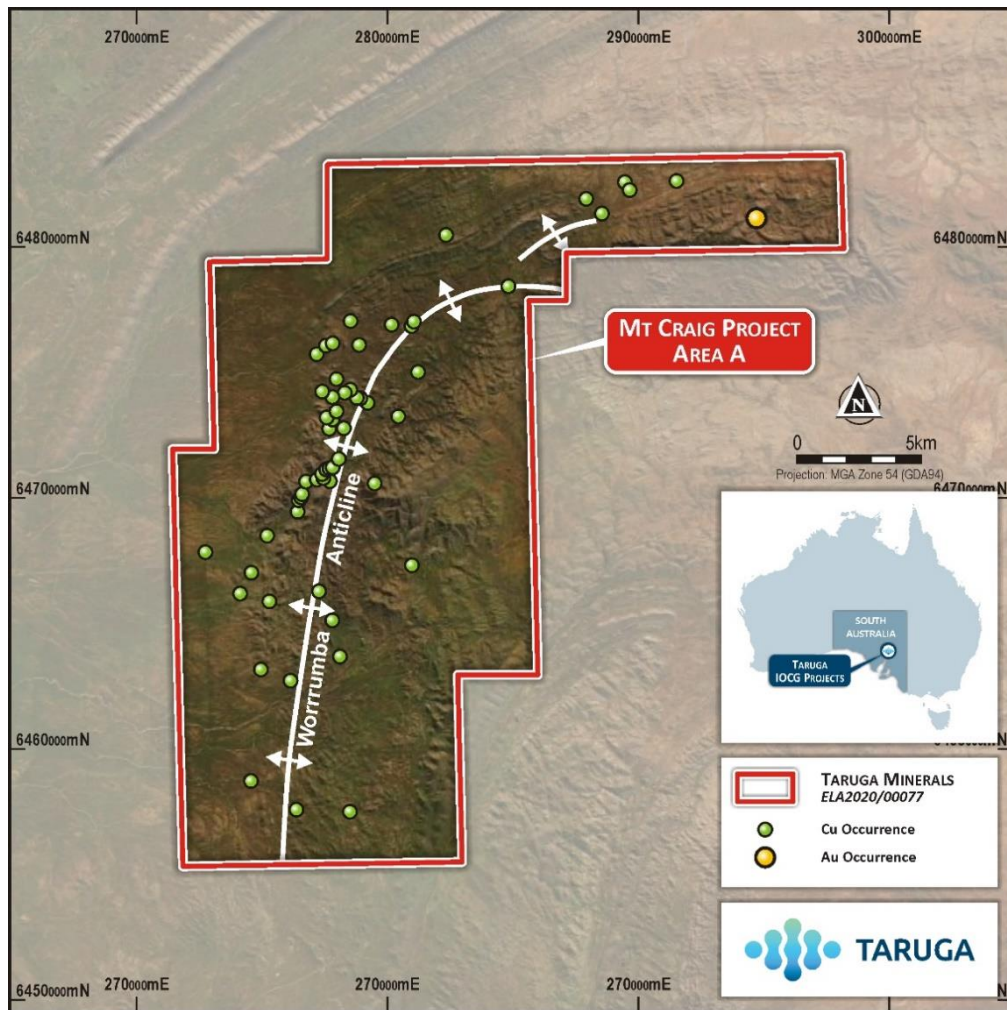 270000mE
280000mE
290000mE
300000mE
6480000mN
6480000mN
MT CRAIG PROJECT
AREA A
N
0
5km
Projection: MGA Zone 54 (GDA94)
6470000mN
6470000mN
Anticline
Worrrumba
SOUTH
AUSTRALIA
TARUGA
IOCG PROJECTS
6460000mN
TARUGA MINERALS
ELA2020/00077
Cu Occurrence
Au Occurrence
TARUGA
6450000mN
270000mE
270000mE
270000mE